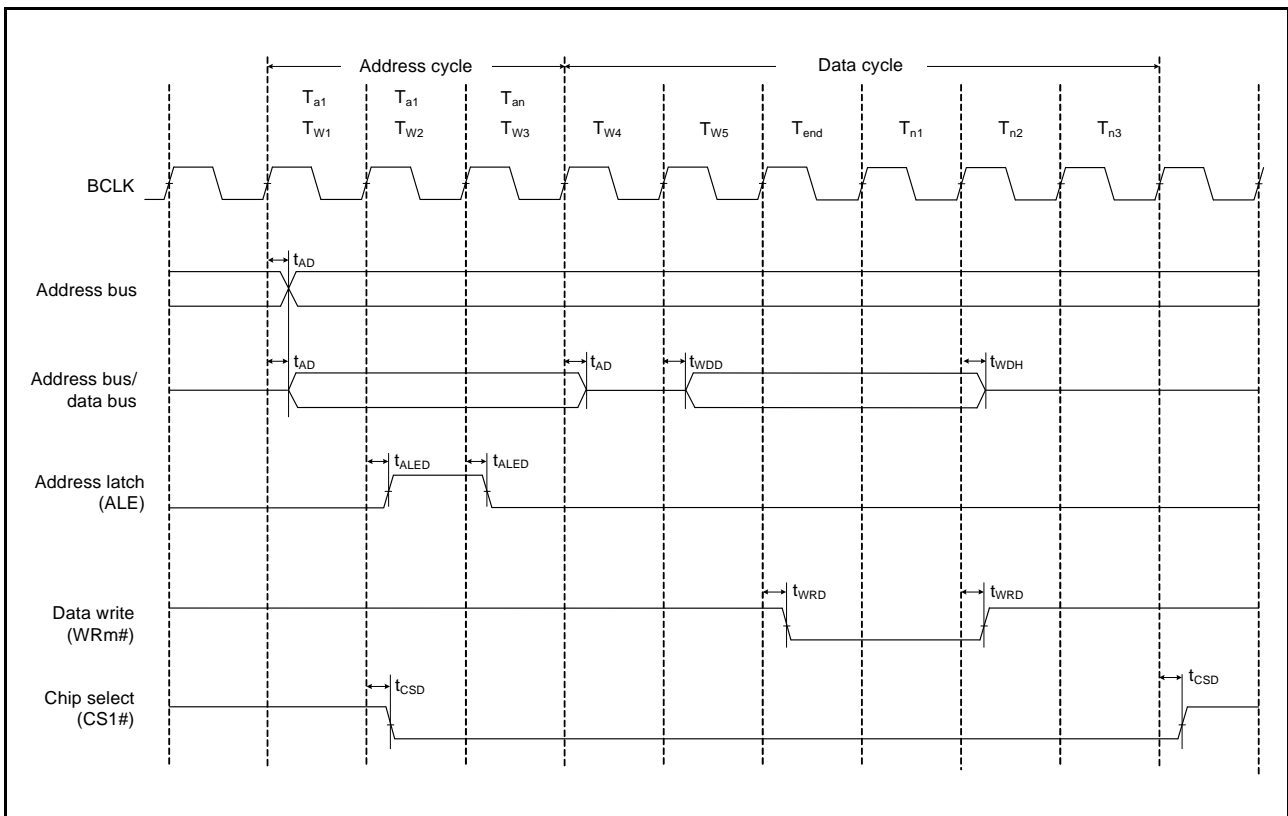 Address cycle Data cycle
Ta1 Ta1 Tan
TW1 TW2 TW3 TW4 TW5 Tend Tn1 Tn2 Tn3
BCLK
tAD
Address bus
tAD tAD tWDD tWDH
Address bus/
data bus
tALED tALED
Address latch
(ALE)
tWRD tWRD
Data write
(WRm#)
tCSD tCSD
Chip select
(CS1#)